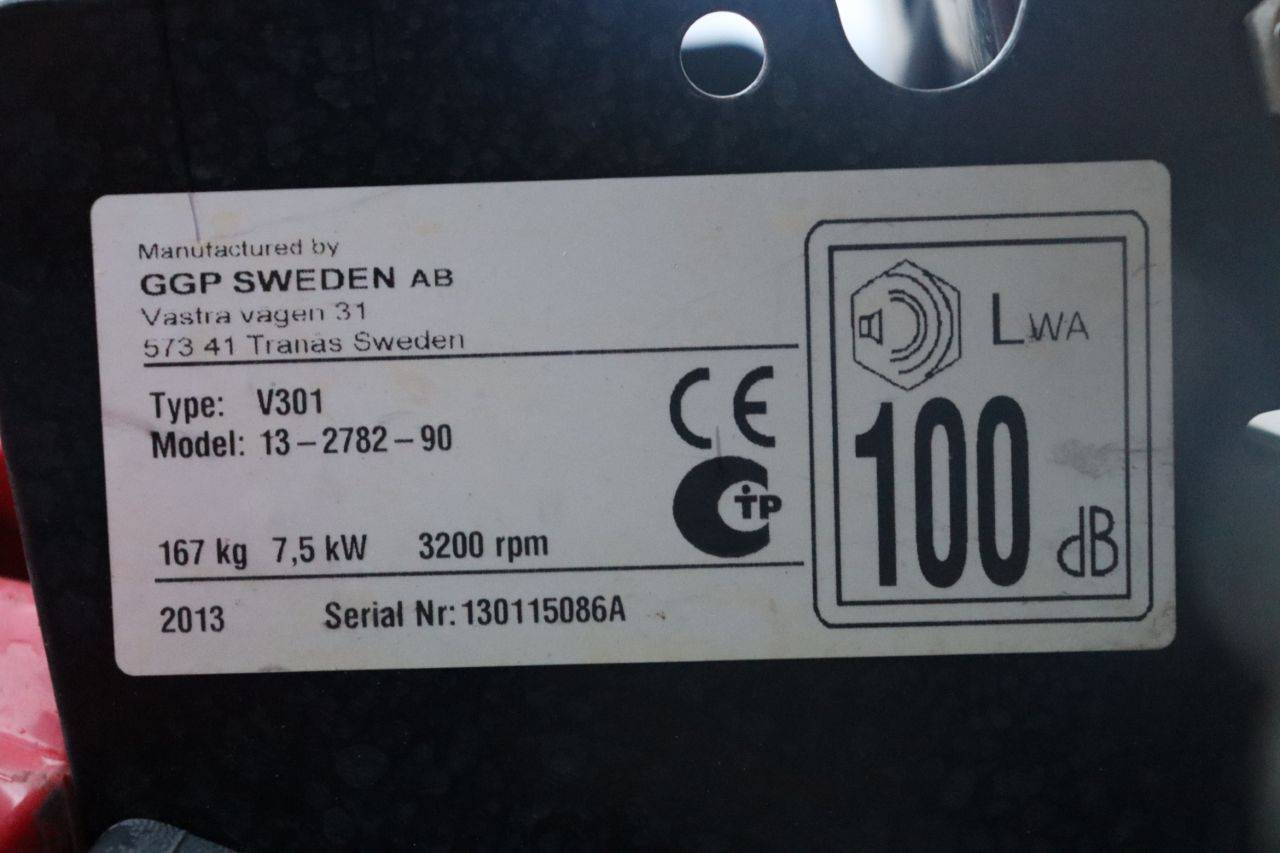 Manufactured by
GGP SWEDEN AB
Vastra vagen 31
573 41 Tranas Sweden
Type: V301
Model: 13-2782-90
CE
TP
167 kg 7,5 kW 3200 rpm
2013 Serial Nr: 130115086A
LWA
100
dB